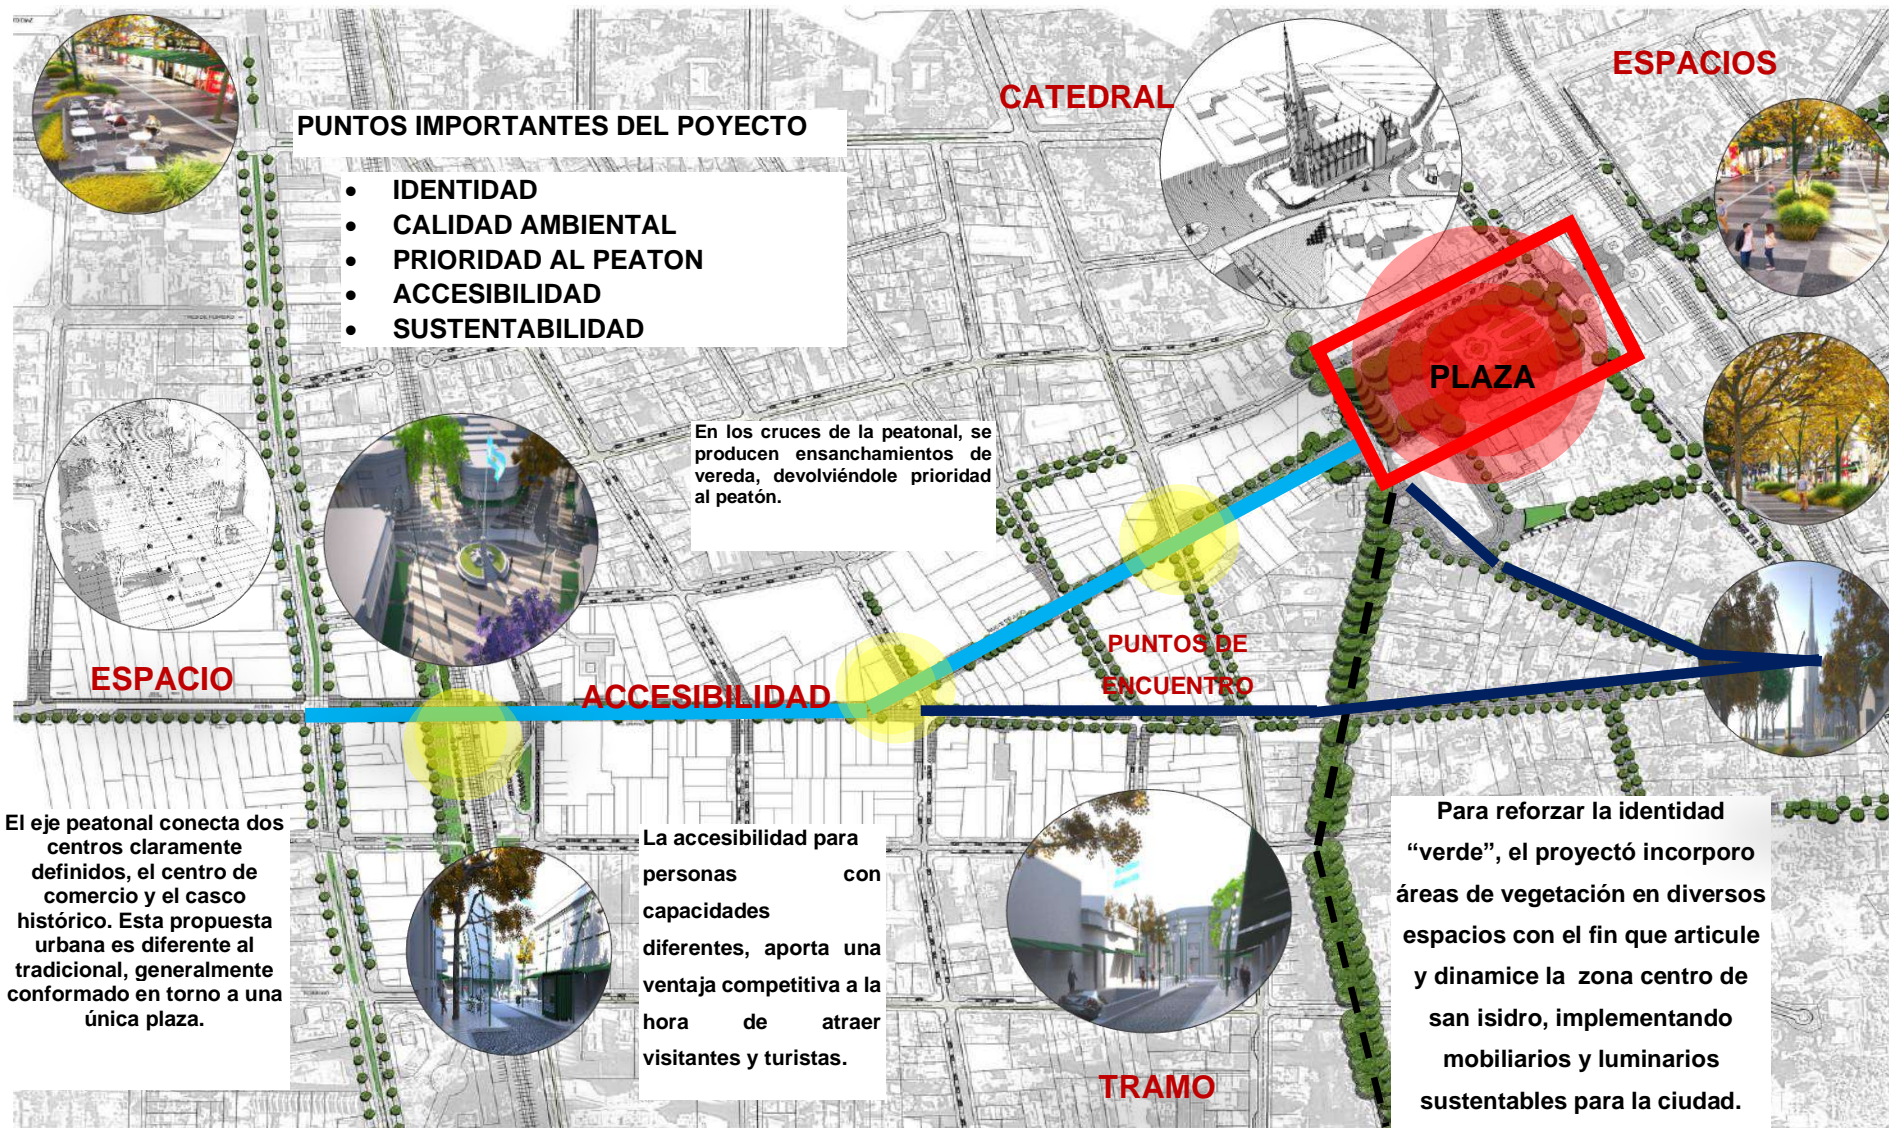 ESPACIOS
CATEDRAL
PUNTOS IMPORTANTES DEL POYECTO
• IDENTIDAD
• CALIDAD AMBIENTAL
• PRIORIDAD AL PEATON
• ACCESIBILIDAD
• SUSTENTABILIDAD
PLAZA
En los cruces de la peatonal, se
producen ensanchamientos de
vereda, devolviéndole prioridad
al peatón.
PUNTOS DE
ENCUENTRO
ESPACIO
ACCESIBILIDAD
El eje peatonal conecta dos
centros claramente
definidos, el centro de
comercio y el casco
histórico. Esta propuesta
urbana es diferente al
tradicional, generalmente
conformado en torno a una
única plaza.
La accesibilidad para
personas con
capacidades
diferentes, aporta una
ventaja competitiva a la
hora de atraer
visitantes y turistas.
TRAMO
Para reforzar la identidad
“verde”, el proyectó incorporo
áreas de vegetación en diversos
espacios con el fin que articule
y dinamice la zona centro de
san isidro, implementando
mobiliarios y luminarios
sustentables para la ciudad.